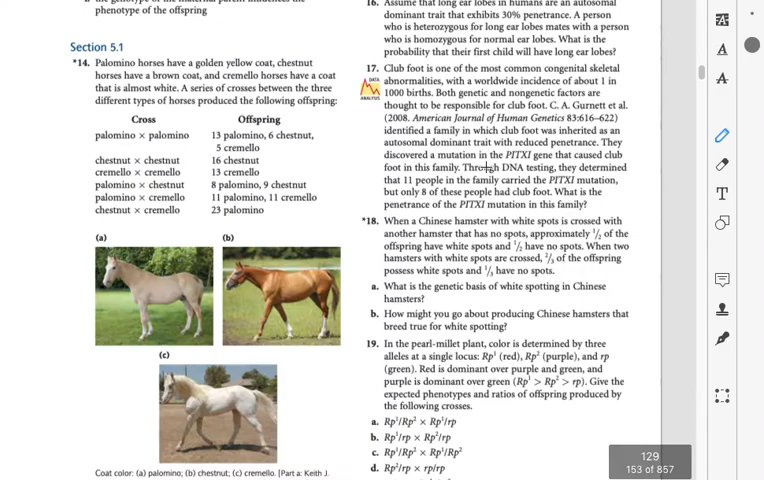 the genotype of the maternal parent influences the
phenotype of the offspring
Section 5.1
*14. Palomino horses have a golden yellow coat, chestnut
horses have a brown coat, and cremello horses have a coat
that is almost white. A series of crosses between the three
different types of horses produced the following offspring:
Cross Offspring
palomino × palomino 13 palomino, 6 chestnut,
5 cremello
chestnut × chestnut 16 chestnut
cremello × cremello 13 cremello
palomino × chestnut 8 palomino, 9 chestnut
palomino × cremello 11 palomino, 11 cremello
chestnut × cremello 23 palomino
(a) (b)
(c)
Coat color: (a) palomino; (b) chestnut; (c) cremello. [Part a: Keith J.
16. Assume that long ear lobes in humans are an autosomal
dominant trait that exhibits 30% penetrance. A person
who is heterozygous for long ear lobes mates with a person
who is homozygous for normal ear lobes. What is the
probability that their first child will have long ear lobes?
17. Club foot is one of the most common congenital skeletal
abnormalities, with a worldwide incidence of about 1 in
1000 births. Both genetic and nongenetic factors are
thought to be responsible for club foot. C. A. Gurnett et al.
(2008. American Journal of Human Genetics 83:616–622)
identified a family in which club foot was inherited as an
autosomal dominant trait with reduced penetrance. They
discovered a mutation in the PITXI gene that caused club
foot in this family. Through DNA testing, they determined
that 11 people in the family carried the PITXI mutation,
but only 8 of these people had club foot. What is the
penetrance of the PITXI mutation in this family?
DATA
ANALYSIS
*18. When a Chinese hamster with white spots is crossed with
another hamster that has no spots, approximately 1/2 of the
offspring have white spots and 1/2 have no spots. When two
hamsters with white spots are crossed, 2/3 of the offspring
possess white spots and 1/3 have no spots.
a. What is the genetic basis of white spotting in Chinese
hamsters?
b. How might you go about producing Chinese hamsters that
breed true for white spotting?
19. In the pearl-millet plant, color is determined by three
alleles at a single locus: Rp¹ (red), Rp² (purple), and rp
(green). Red is dominant over purple and green, and
purple is dominant over green (Rp¹ > Rp² > rp). Give the
expected phenotypes and ratios of offspring produced by
the following crosses.
a. Rp¹/Rp² × Rp¹/rp
b. Rp¹/rp × Rp²/rp
c. Rp¹/Rp² × Rp¹/Rp²
d. Rp²/rp × rp/rp
129
153 of 857
A
A
A
T